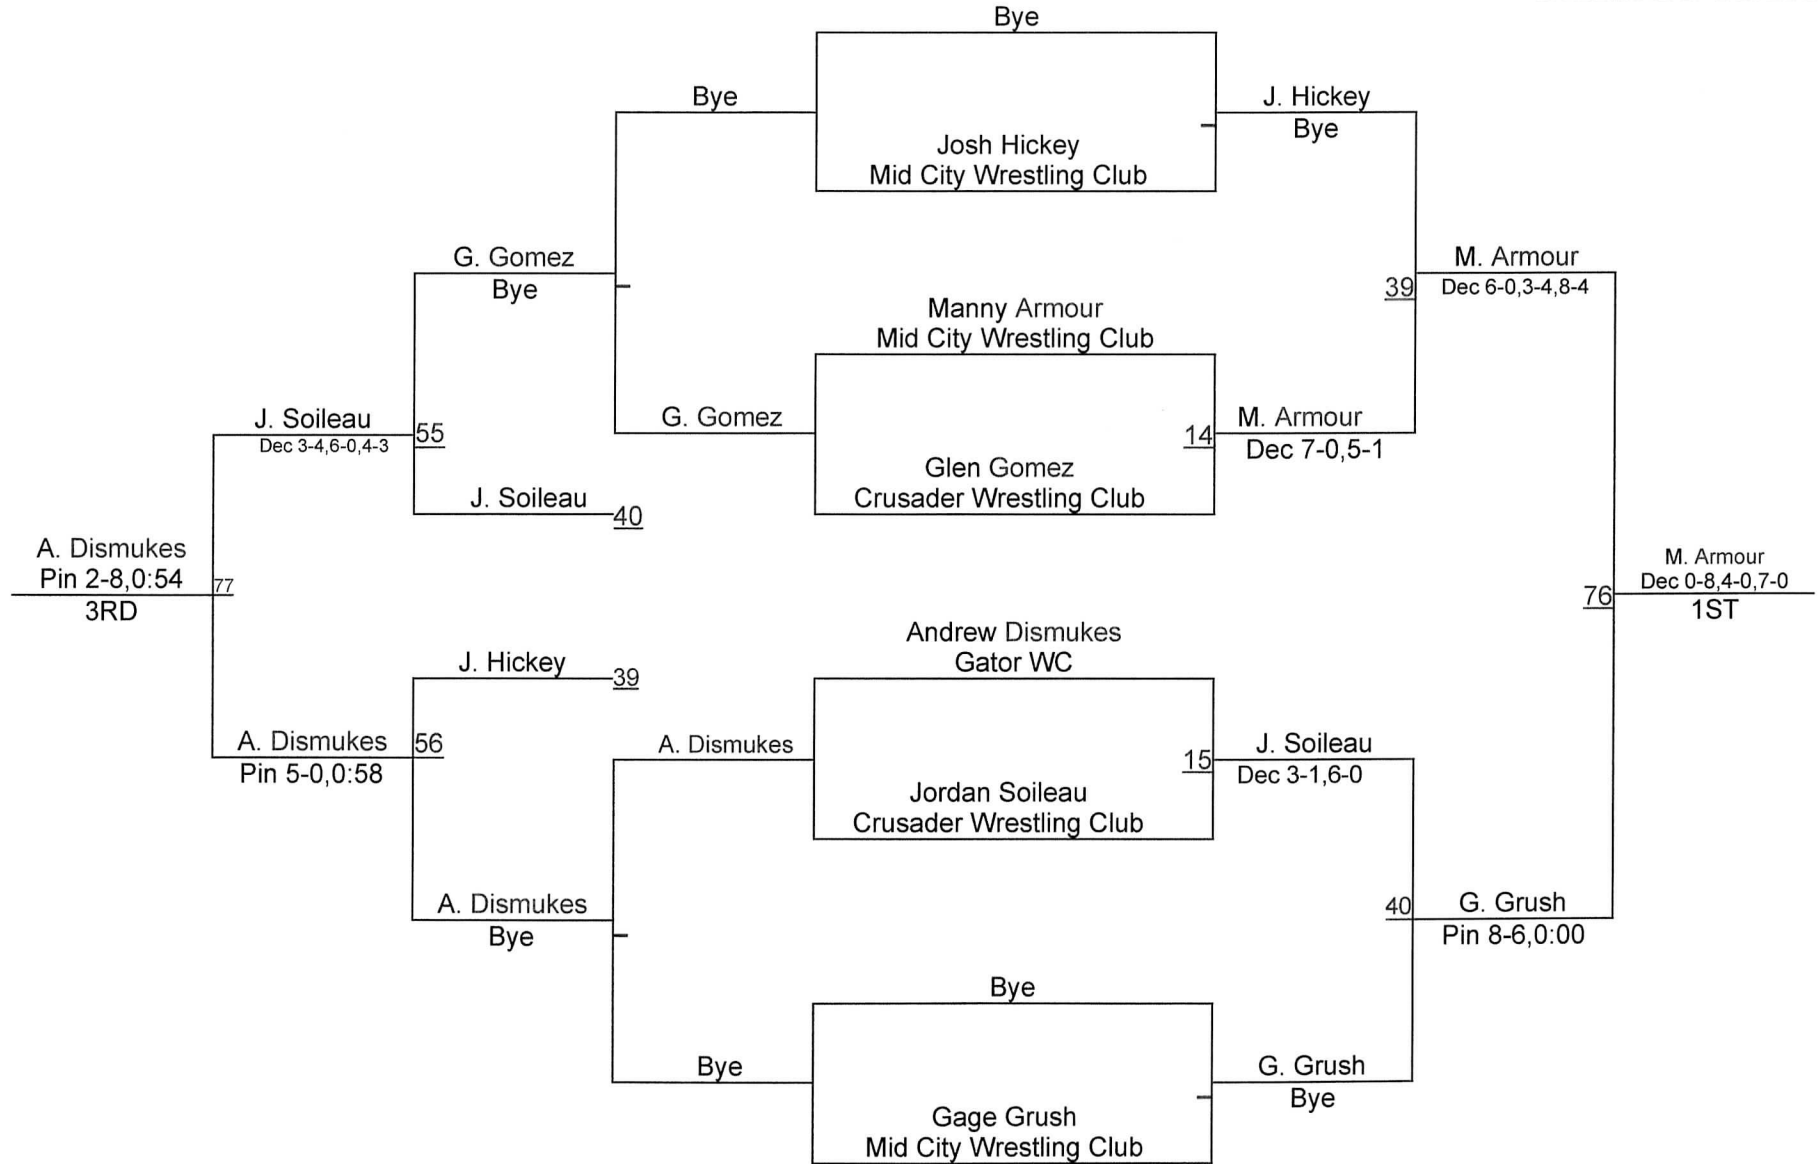 Bye
Bye
J. Hickey
Bye
Josh Hickey
Mid City Wrestling Club
G. Gomez
Bye
M. Armour
39
Dec 6-0,3-4,8-4
Manny Armour
Mid City Wrestling Club
J. Soileau
Dec 3-4,6-0,4-3
55
G. Gomez
14
M. Armour
Dec 7-0,5-1
Glen Gomez
Crusader Wrestling Club
J. Soileau
40
A. Dismukes
Pin 2-8,0:54
77
3RD
M. Armour
Dec 0-8,4-0,7-0
76
1ST
Andrew Dismukes
Gator WC
J. Hickey
39
A. Dismukes
56
Pin 5-0,0:58
A. Dismukes
15
J. Soileau
Dec 3-1,6-0
Jordan Soileau
Crusader Wrestling Club
A. Dismukes
Bye
40
G. Grush
Pin 8-6,0:00
Bye
Bye
G. Grush
Bye
Gage Grush
Mid City Wrestling Club